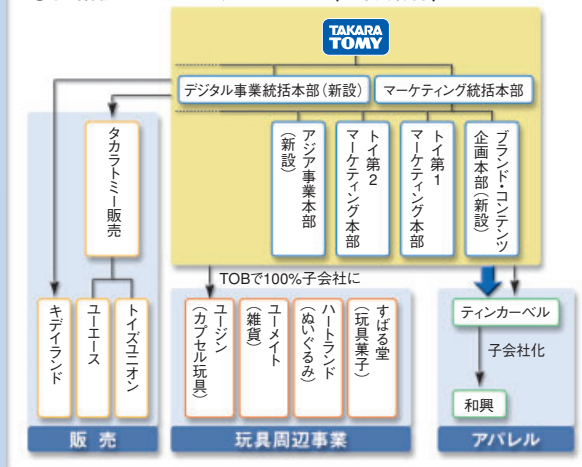 TAKARA
TOMY
デジタル事業統括本部(新設)
マーケティング統括本部
タカラトミー販売
アジア事業本部
(新設)
トイ第2
マーケティング本部
トイ第1
マーケティング本部
ブランド・コンテンツ
企画本部(新設)
TOBで100%子会社に
キデイランド
ユーエース
トイズユニオン
ユージン
(カプセル玩具)
ユーメイト
(雑貨)
ハートランド
(ぬいぐるみ)
すばる堂
(玩具菓子)
ティンカーベル
子会社化
和興
販売
玩具周辺事業
アパレル